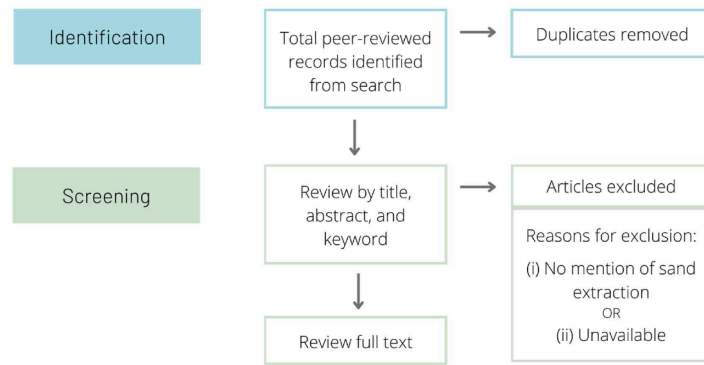 Identification
Total peer-reviewed
records identified
from search
Duplicates removed
Screening
Review by title,
abstract, and
keyword
Articles excluded
Reasons for exclusion:
(i) No mention of sand
extraction
OR
(ii) Unavailable
Review full text